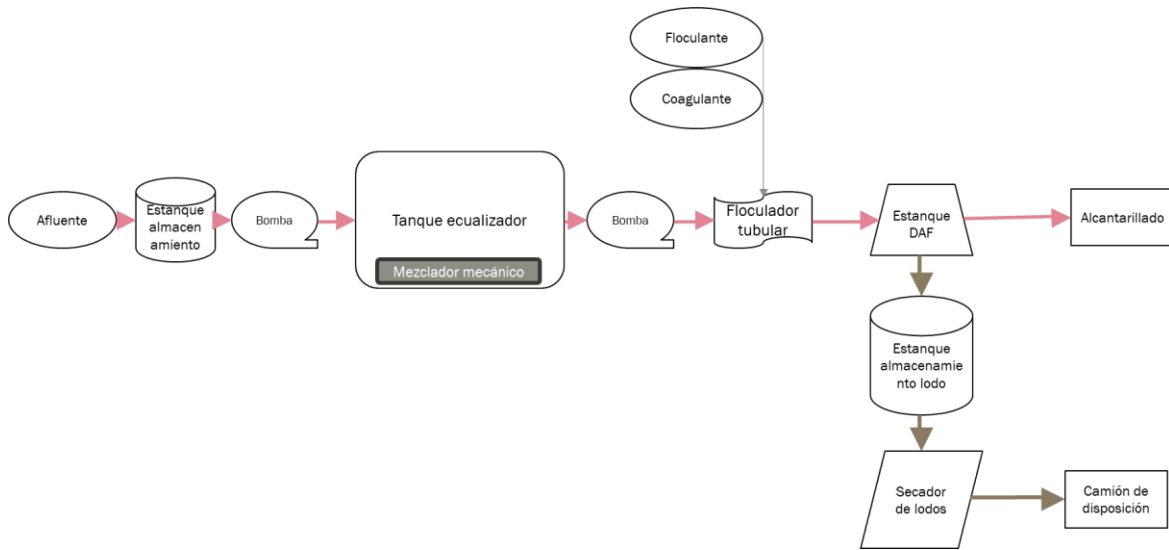 Floculante
Coagulante
Afluente
Estanque
almacen
amiento
Bomba
Tanque ecualizador
Mezclador mecánico
Bomba
Floculador
tubular
Estanque
DAF
Alcantarillado
Estanque
almacenamie
nto lodo
Secador
de lodos
Camión de
disposición